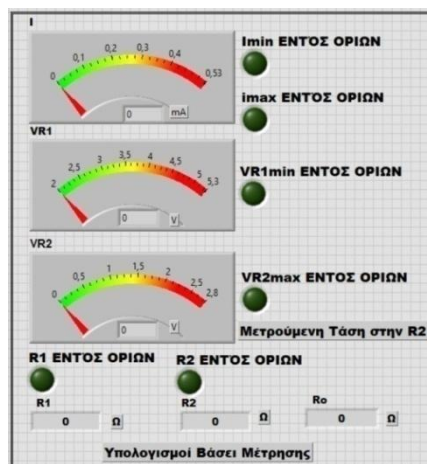 I
0 0,1 0,2 0,3 0,4 0,53
0 mA
Imin ΕΝΤΌΣ ΟΡΙΩΝ
imax ΕΝΤΌΣ ΟΡΙΩΝ
VR1
2 2,5 3 3,5 4 4,5 5 5,3
0 V
VR1min ΕΝΤΟΣ ΟΡΙΩΝ
VR2
0 0,5 1 1,5 2 2,5 2,8
0 V
VR2max ΕΝΤΟΣ ΟΡΙΩΝ
Μετρούμενη Τάση στην R2
R1 ΕΝΤΌΣ ΟΡΙΩΝ
R2 ΕΝΤΟΣ ΟΡΙΩΝ
R1 R2 Ro
0 Ω 0 Ω 0 Ω
Υπολογισμοί Βάσει Μέτρησης